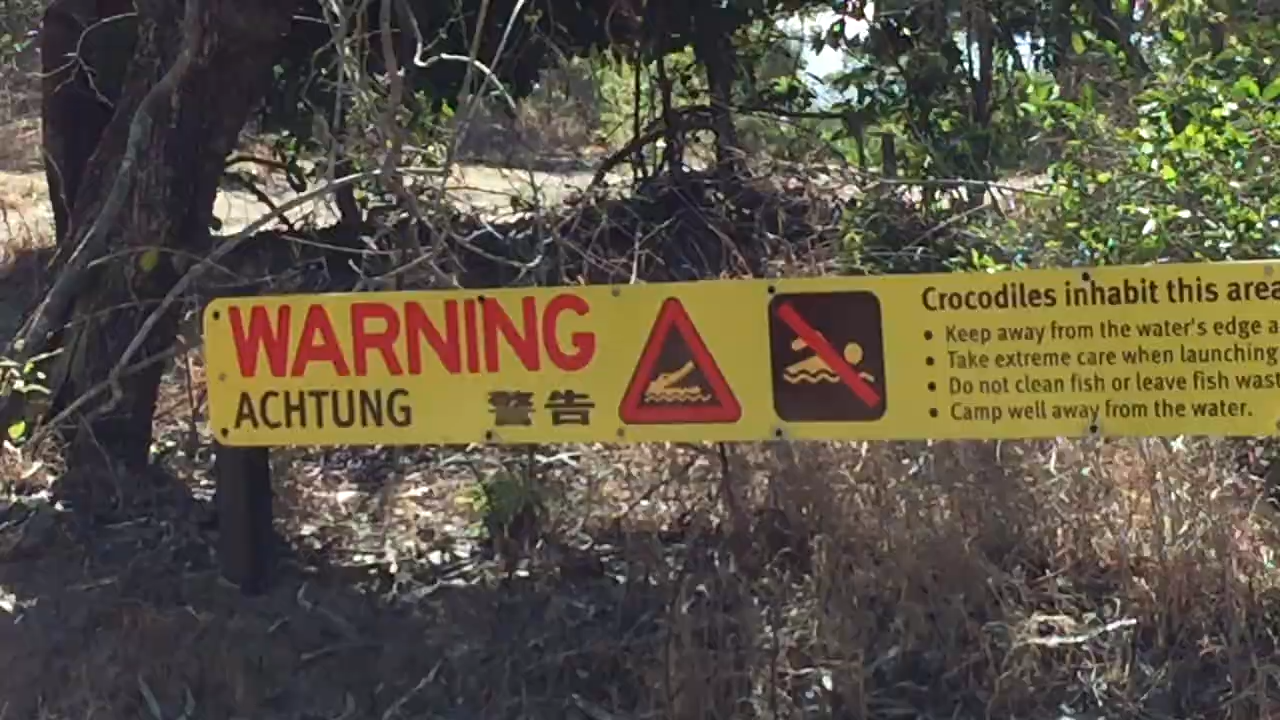 WARNING
ACHTUNG 警告
Crocodiles inhabit this area
• Keep away from the water's edge a
• Take extreme care when launching
• Do not clean fish or leave fish wast
• Camp well away from the water.